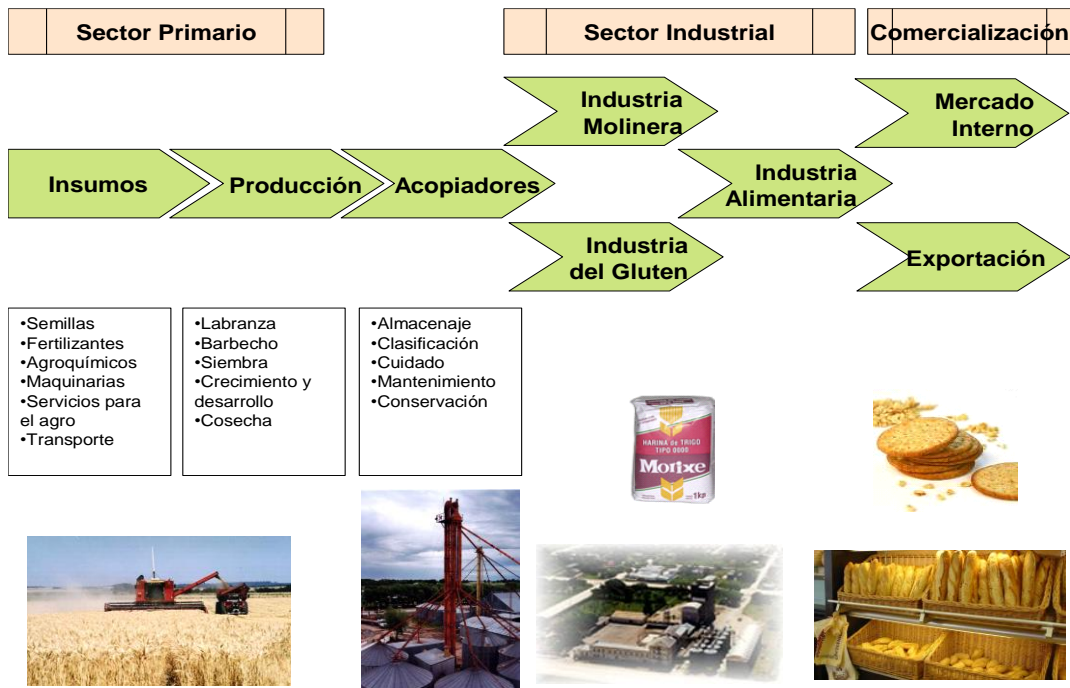 Sector Primario
Sector Industrial
Comercialización
Industria
Molinera
Mercado
Interno
Insumos
Producción
Acopiadores
Industria
Alimentaria
Industria
del Gluten
Exportación
•Semillas
•Fertilizantes
•Agroquímicos
•Maquinarias
•Servicios para
el agro
•Transporte
•Labranza
•Barbecho
•Siembra
•Crecimiento y
desarrollo
•Cosecha
•Almacenaje
•Clasificación
•Cuidado
•Mantenimiento
•Conservación
HARINA de TRIGO
TIPO 0000
Morixe
1kg